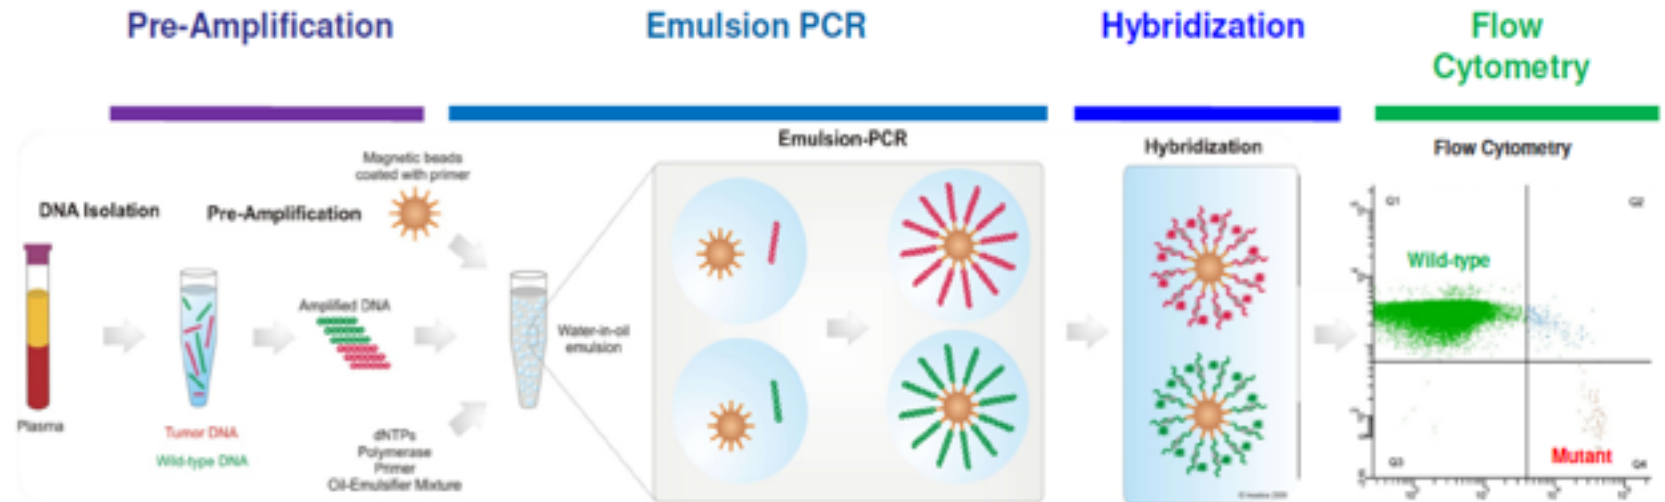 Pre-Amplification
Emulsion PCR
Hybridization
Flow
Cytometry
DNA Isolation
Pre-Amplification
Magnetic beads
coated with primer
Plasma
Tumor DNA
Wild-type DNA
Amplified DNA
dNTPs
Polymerase
Primer
Oil-Emulsifier Mixture
Water-in-oil
emulsion
Emulsion-PCR
Hybridization
Flow Cytometry
Q1
Q2
Wild-type
Q3
Mutant
Q4